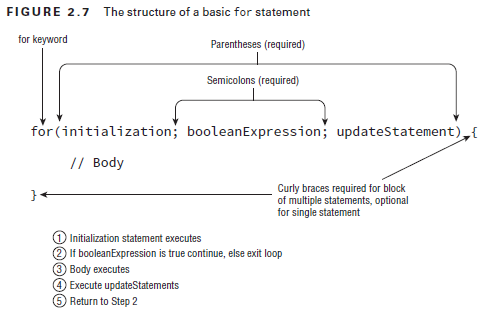 FIGURE 2.7 The structure of a basic for statement
for keyword
Parentheses (required)
Semicolons (required)
for(initialization; booleanExpression; updateStatement) {
// Body
}
Curly braces required for block
of multiple statements, optional
for single statement
1 Initialization statement executes
2 If booleanExpression is true continue, else exit loop
3 Body executes
4 Execute updateStatements
5 Return to Step 2